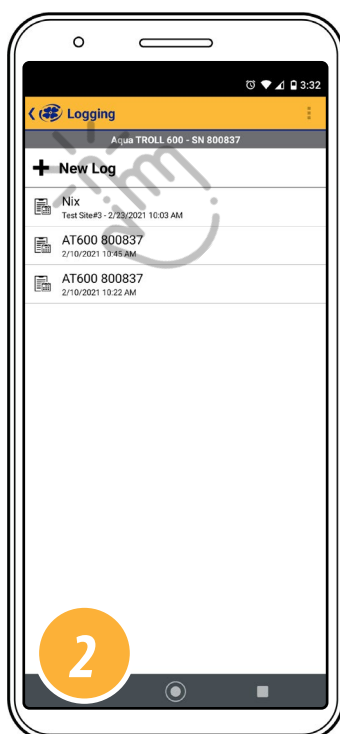 3:32
Logging
Aqua TROLL 600 - SN 800837
New Log
Nix
Test Site#3 - 2/23/2021 10:03 AM
AT600 800837
2/10/2021 10:45 AM
AT600 800837
2/10/2021 10:22 AM
2